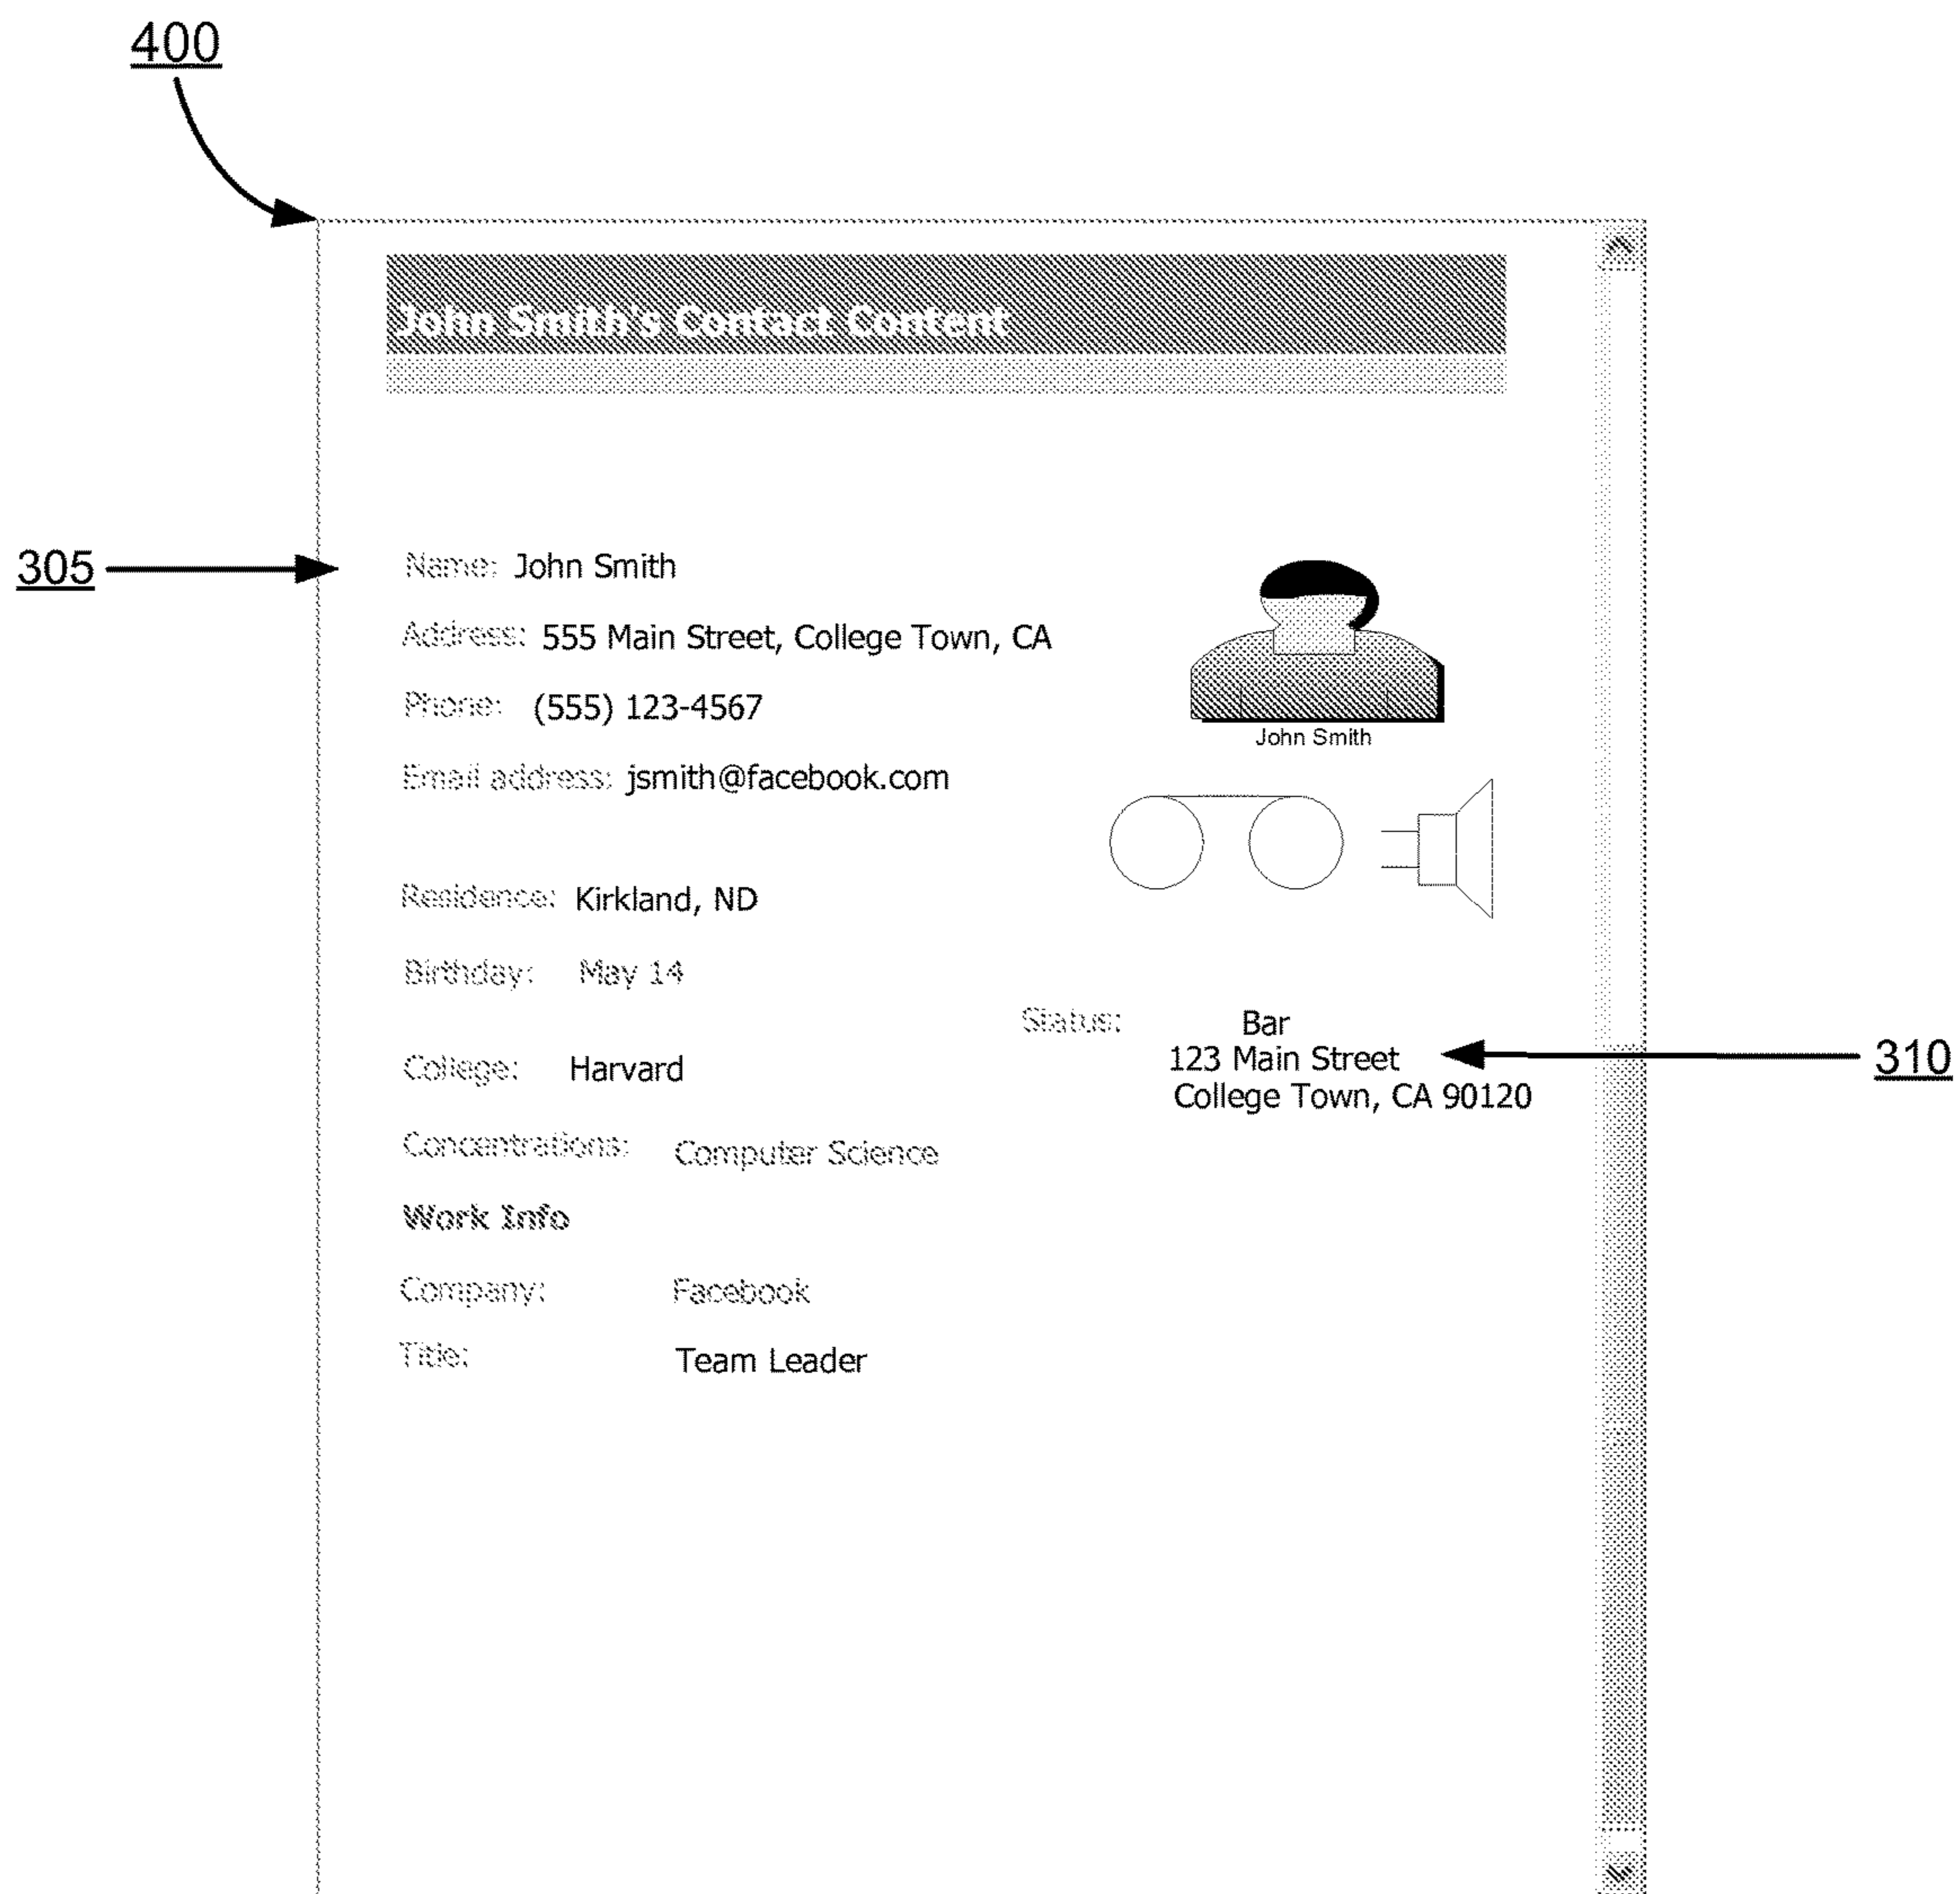 400
John Smith's Contact Content
305
Name: John Smith
Address: 555 Main Street, College Town, CA
Phone: (555) 123-4567
Email address: jsmith@facebook.com
John Smith
Residence: Kirkland, ND
Birthday: May 14
Status: Bar
123 Main Street
College Town, CA 90120
310
College: Harvard
Concentrations: Computer Science
Work Info
Company: Facebook
Title: Team Leader